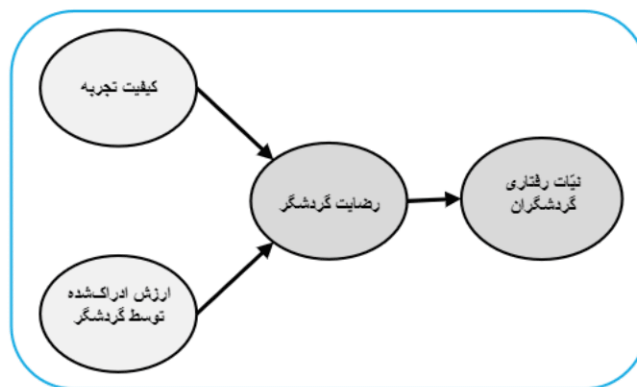 کیفیت تجربه
رضایت گردشگر
نیّات رفتاری
گردشگران
ارزش ادراک‌شده
توسط گردشگر